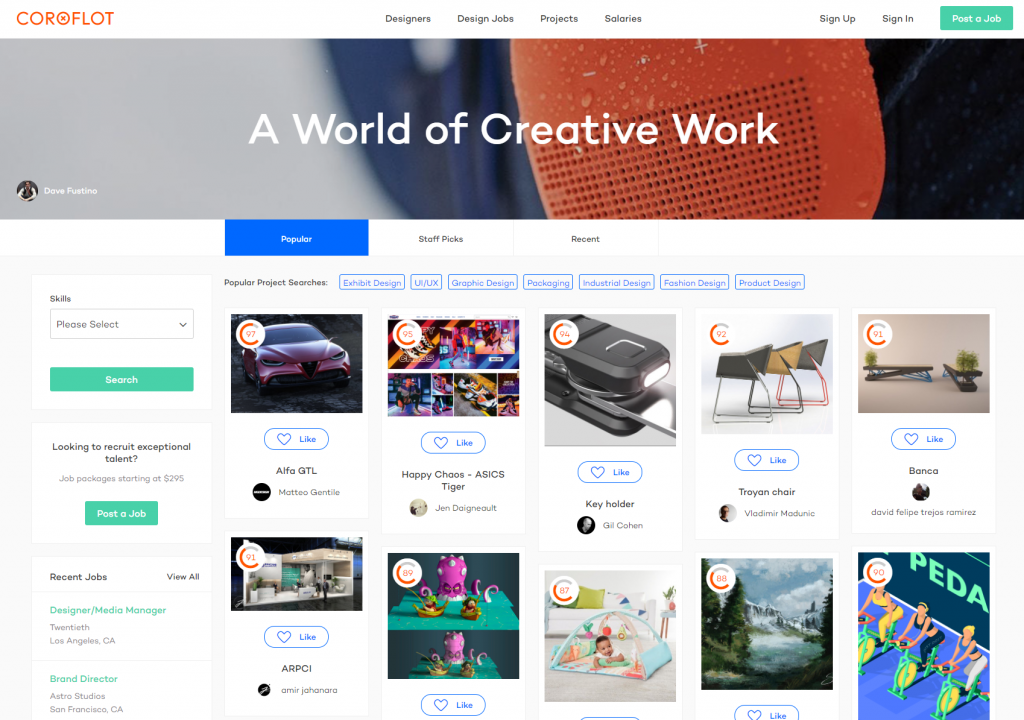 COROFLOT
Designers
Design Jobs
Projects
Salaries
Sign Up
Sign In
Post a Job
A World of Creative Work
Dave Fustino
Popular
Staff Picks
Recent
Skills
Please Select
Search
Looking to recruit exceptional
talent?
Job packages starting at $295
Post a Job
Recent Jobs
View All
Designer/Media Manager
Twentieth
Los Angeles, CA
Brand Director
Astro Studios
San Francisco, CA
Popular Project Searches:
Exhibit Design
UI/UX
Graphic Design
Packaging
Industrial Design
Fashion Design
Product Design
97
Like
Alfa GTL
Matteo Gentile
95
Like
Happy Chaos - ASICS
Tiger
Jen Daigneault
94
Like
Key holder
Gil Cohen
92
Like
Troyan chair
Vladimir Madunic
91
Like
Banca
david felipe trejos ramirez
91
Like
ARPCI
amir jahanara
89
Like
87
88
Like
90
PEDA